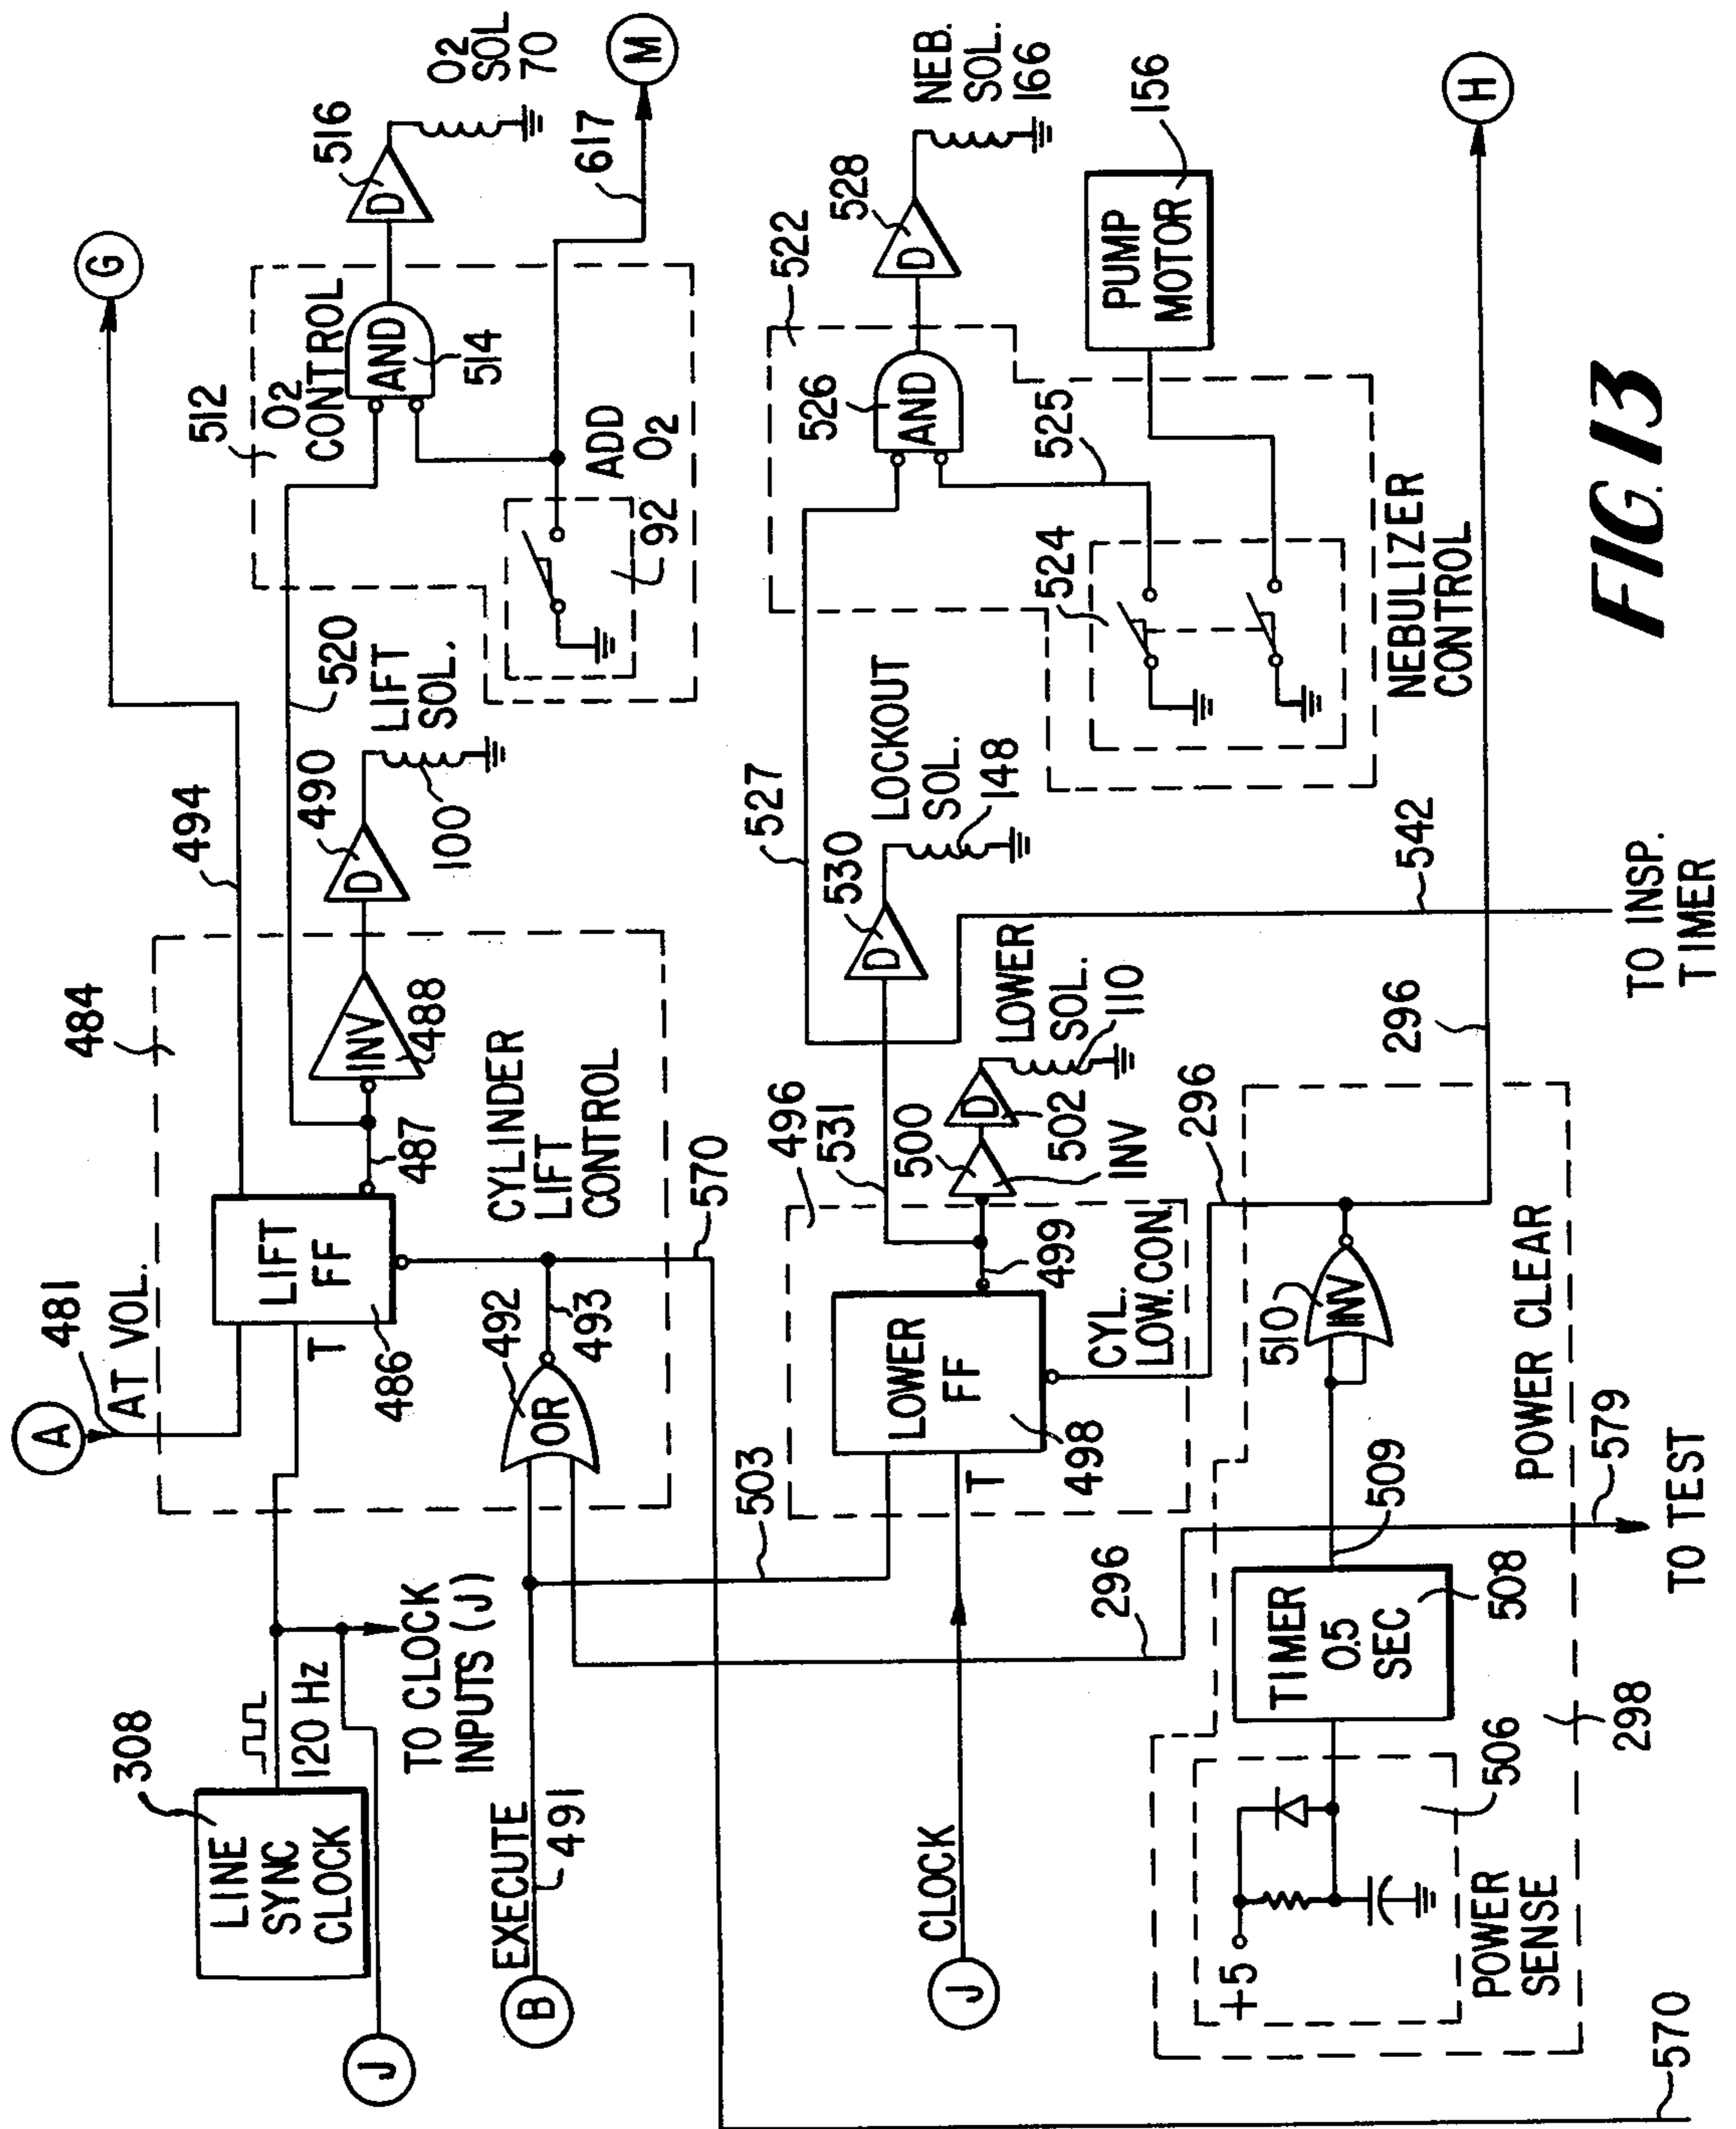 308
LINE
SYNC
CLOCK
120 Hz
TO CLOCK
INPUTS (J)
J
A
481
AT VOL.
484
LIFT
FF
T
486
487
INV
488
D
490
LIFT
SOL.
100
494
G
520
512
O2
CONTROL
AND
514
D
516
O2
SOL
70
ADD
O2
92
617
M
EXECUTE
491
B
OR
492
493
CYLINDER
LIFT
CONTROL
570
503
496
LOWER
FF
T
498
499
CYL.
LOW.CON.
531
500
INV
D
502
LOWER
SOL.
110
D
530
LOCKOUT
SOL.
148
527
522
AND
526
D
528
NEB.
SOL.
166
525
524
PUMP
MOTOR
156
NEBULIZER
CONTROL
CLOCK
J
296
296
296
H
542
TO INSP.
TIMER
+5
POWER
SENSE
506
TIMER
0.5
SEC
508
509
INV
510
POWER CLEAR
298
579
TO TEST
570
FIG. 13